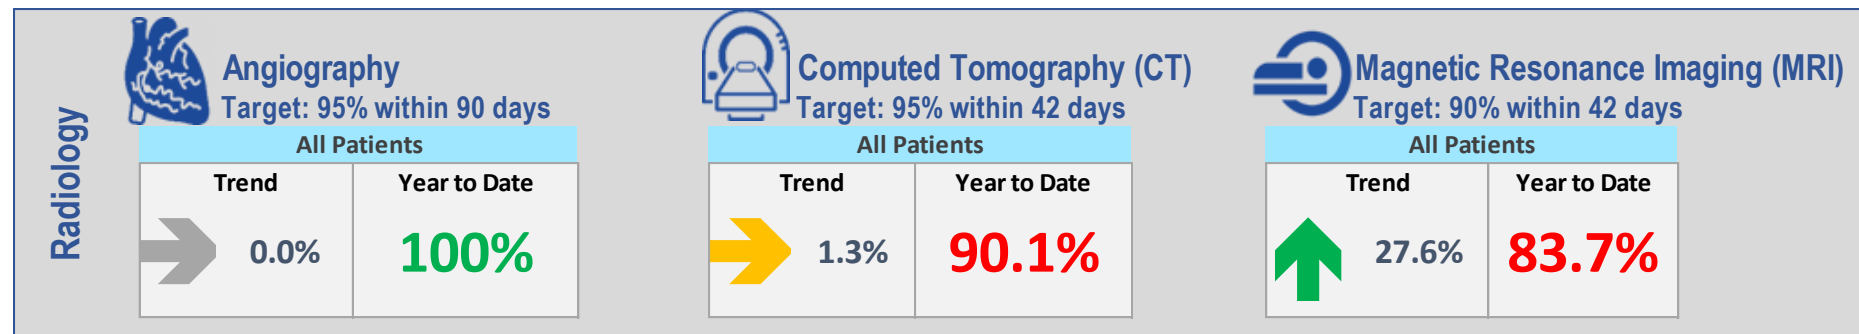 Radiology
Angiography
Target: 95% within 90 days
All Patients
Trend
Year to Date
0.0%
100%
Computed Tomography (CT)
Target: 95% within 42 days
All Patients
Trend
Year to Date
1.3%
90.1%
Magnetic Resonance Imaging (MRI)
Target: 90% within 42 days
All Patients
Trend
Year to Date
27.6%
83.7%